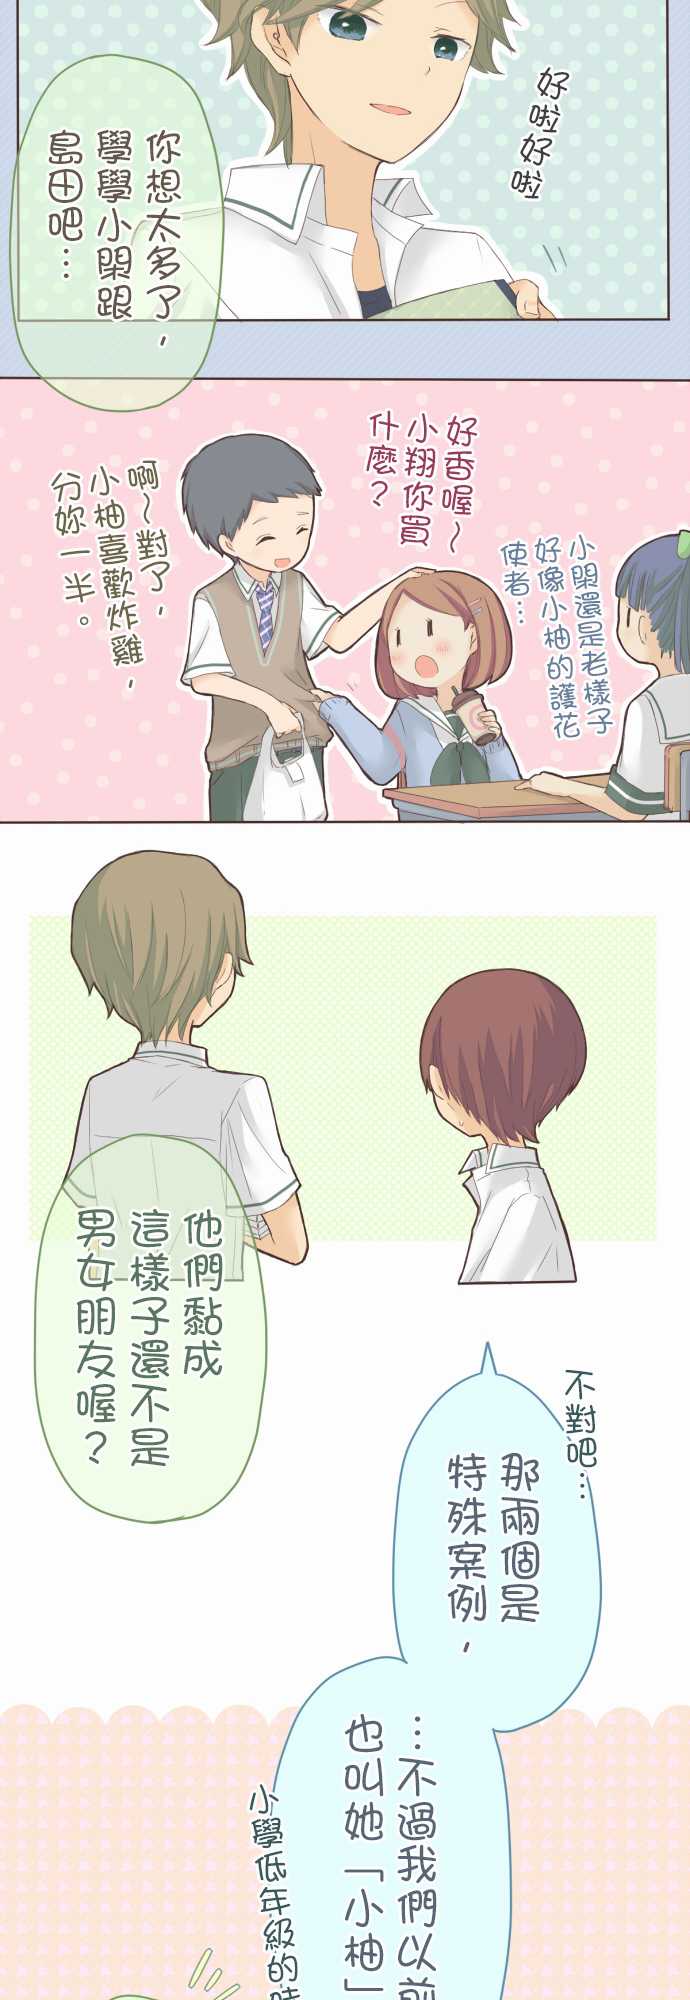 好啦好啦
你想太多了，
學學小閑跟
島田吧…
好香喔～
小翔你買
什麼？
啊～對了，
小柚喜歡炸雞，
分妳一半。
小閑還是老樣子
好像小柚的護花
使者…
他們黏成
這樣子還不是
男女朋友喔？
不對吧…
那兩個是
特殊案例，
…不過我們以前
也叫她「小柚」
小學低年級的時